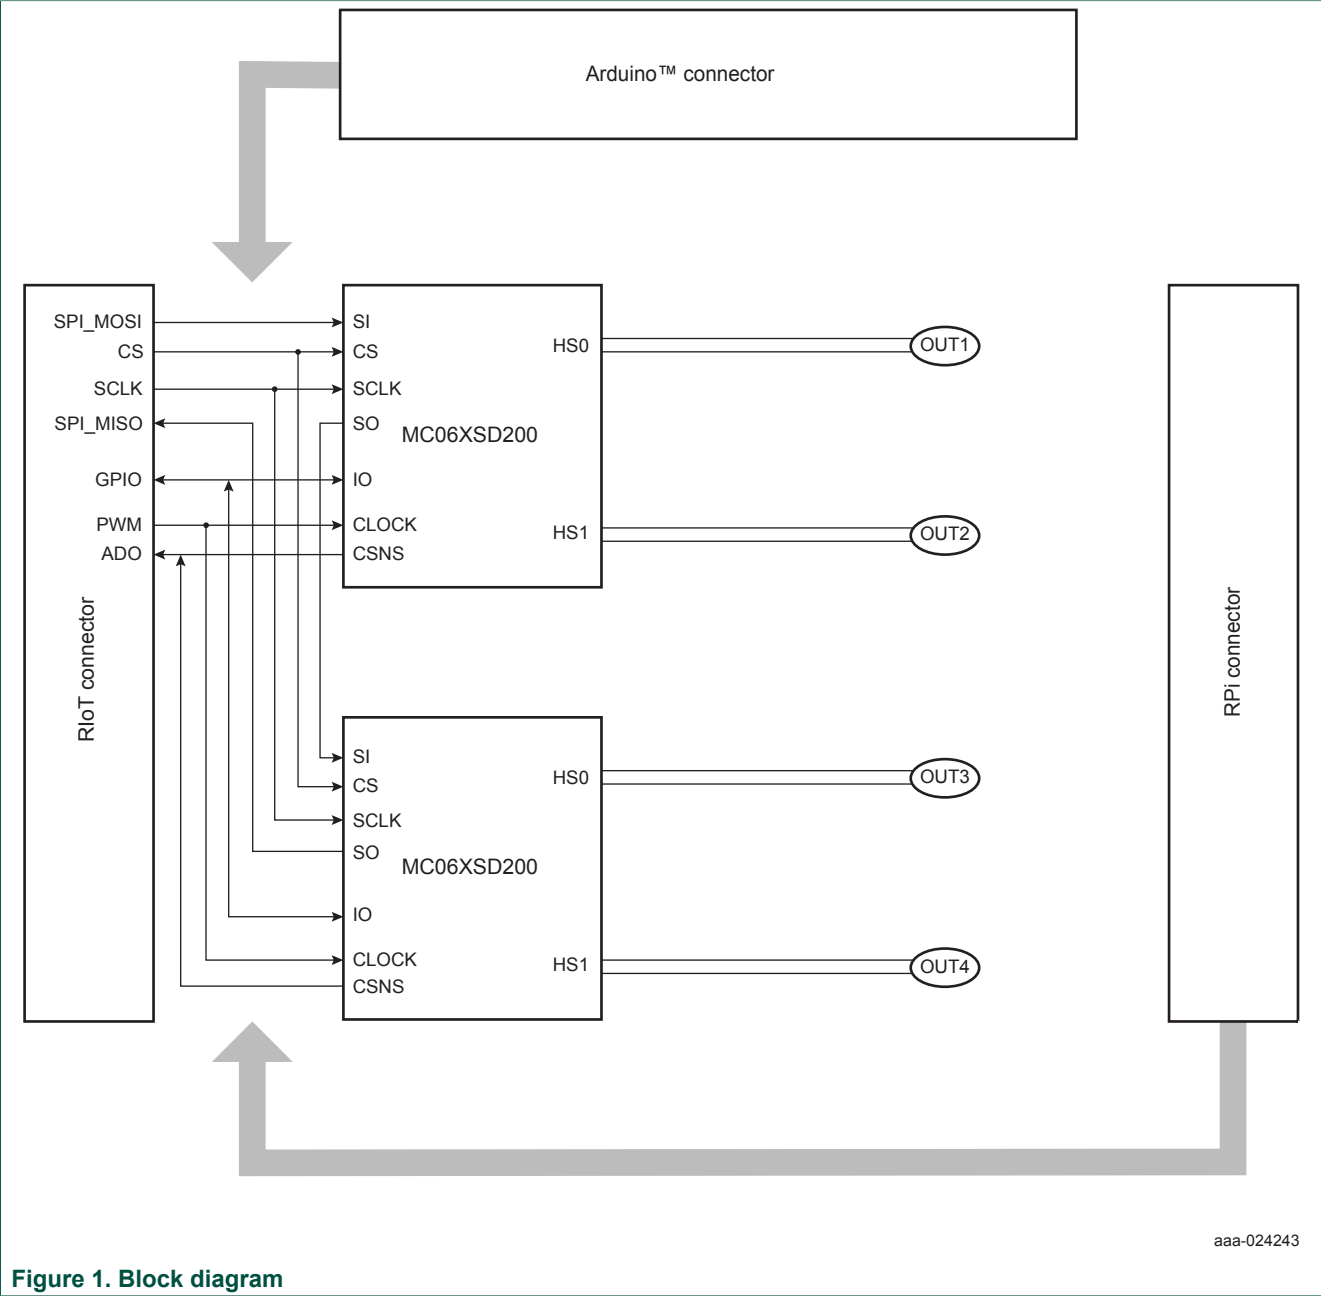 Arduino™ connector
SPI_MOSI
CS
SCLK
SPI_MISO
GPIO
PWM
ADO
RIoT connector
SI
CS
SCLK
SO
IO
CLOCK
CSNS
MC06XSD200
HS0
HS1
OUT1
OUT2
SI
CS
SCLK
SO
IO
CLOCK
CSNS
MC06XSD200
HS0
HS1
OUT3
OUT4
RPi connector
aaa-024243
Figure 1. Block diagram